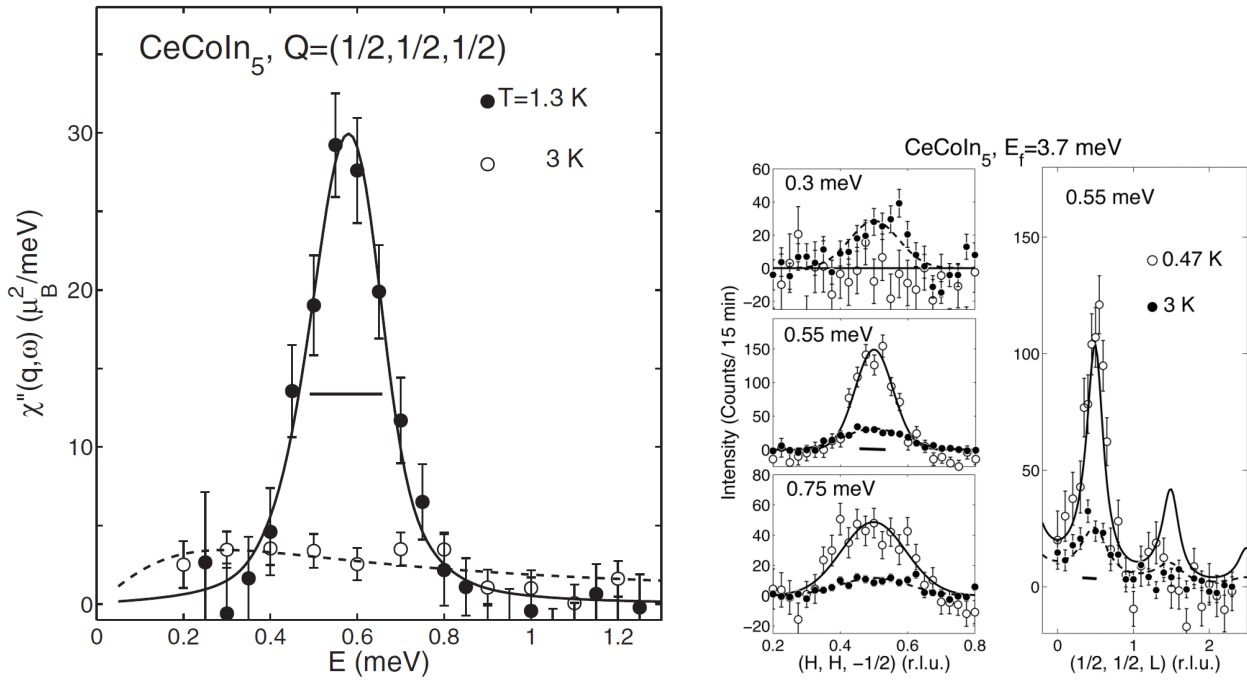 CeCoIn5, Q=(1/2,1/2,1/2)
T=1.3 K
3 K
30
20
10
0
χ"(q,ω) (μB²/meV)
0 0.2 0.4 0.6 0.8 1 1.2
E (meV)
CeCoIn5, Ef=3.7 meV
0.3 meV
60
40
20
0
−20
0.55 meV
150
100
50
0
0.75 meV
60
40
20
0
−20
0.2 0.4 0.6 0.8
(H, H, −1/2) (r.l.u.)
Intensity (Counts/ 15 min)
0.55 meV
0.47 K
3 K
150
100
50
0
0 1 2
(1/2, 1/2, L) (r.l.u.)